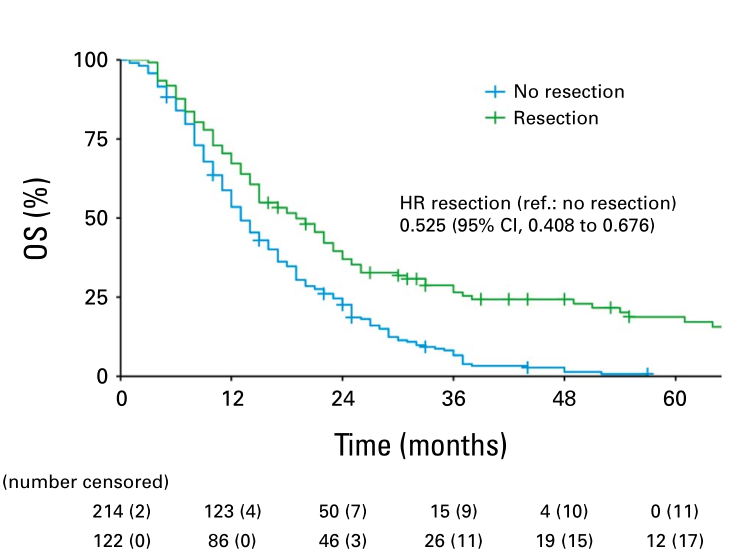 100
75
50
25
0
OS (%)
No resection
Resection
HR resection (ref.: no resection)
0.525 (95% CI, 0.408 to 0.676)
0 12 24 36 48 60
Time (months)
(number censored)
214 (2) 123 (4) 50 (7) 15 (9) 4 (10) 0 (11)
122 (0) 86 (0) 46 (3) 26 (11) 19 (15) 12 (17)